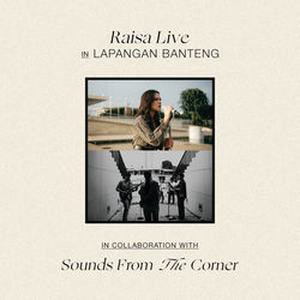 Raisa Live
IN LAPANGAN BANTENG
IN COLLABORATION WITH
Sounds From The Corner